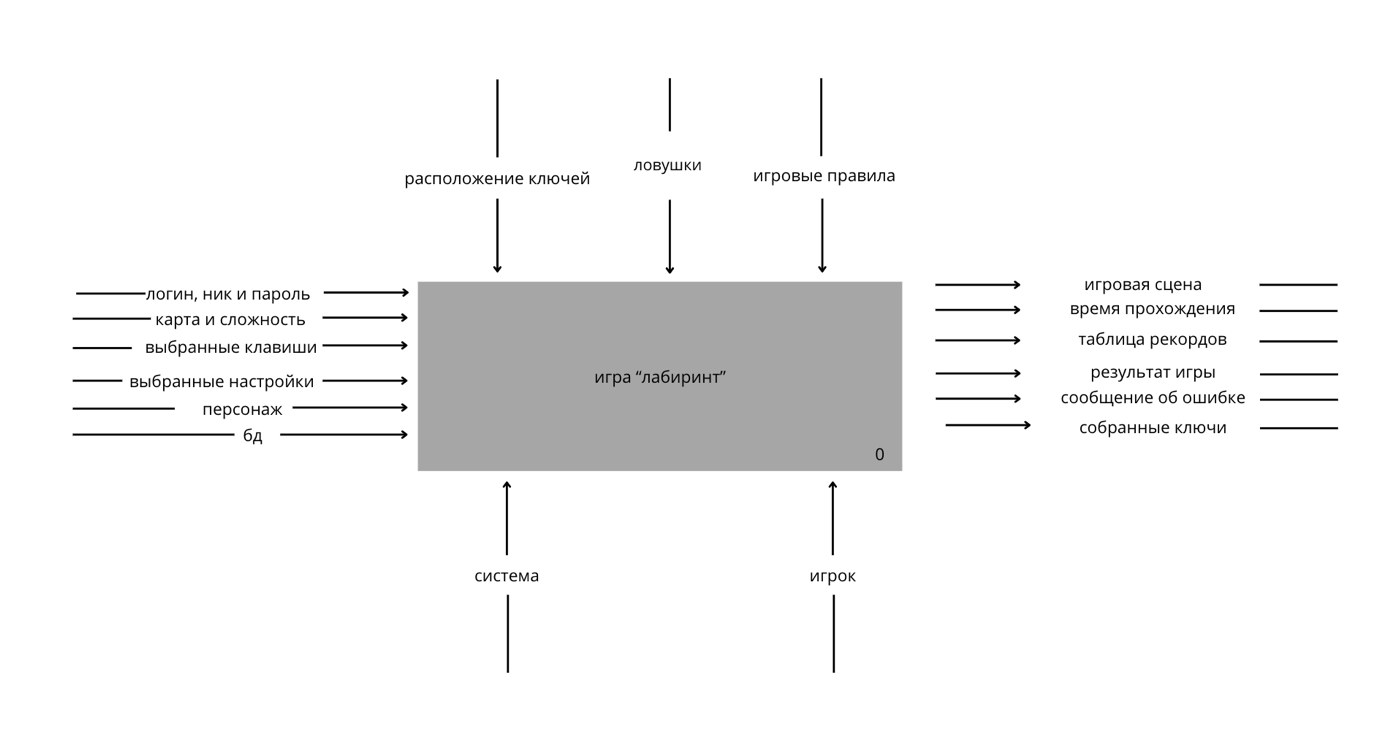 расположение ключей
ловушки
игровые правила
логин, ник и пароль
карта и сложность
выбранные клавиши
выбранные настройки
персонаж
бд
игра “лабиринт”
0
игровая сцена
время прохождения
таблица рекордов
результат игры
сообщение об ошибке
собранные ключи
система
игрок